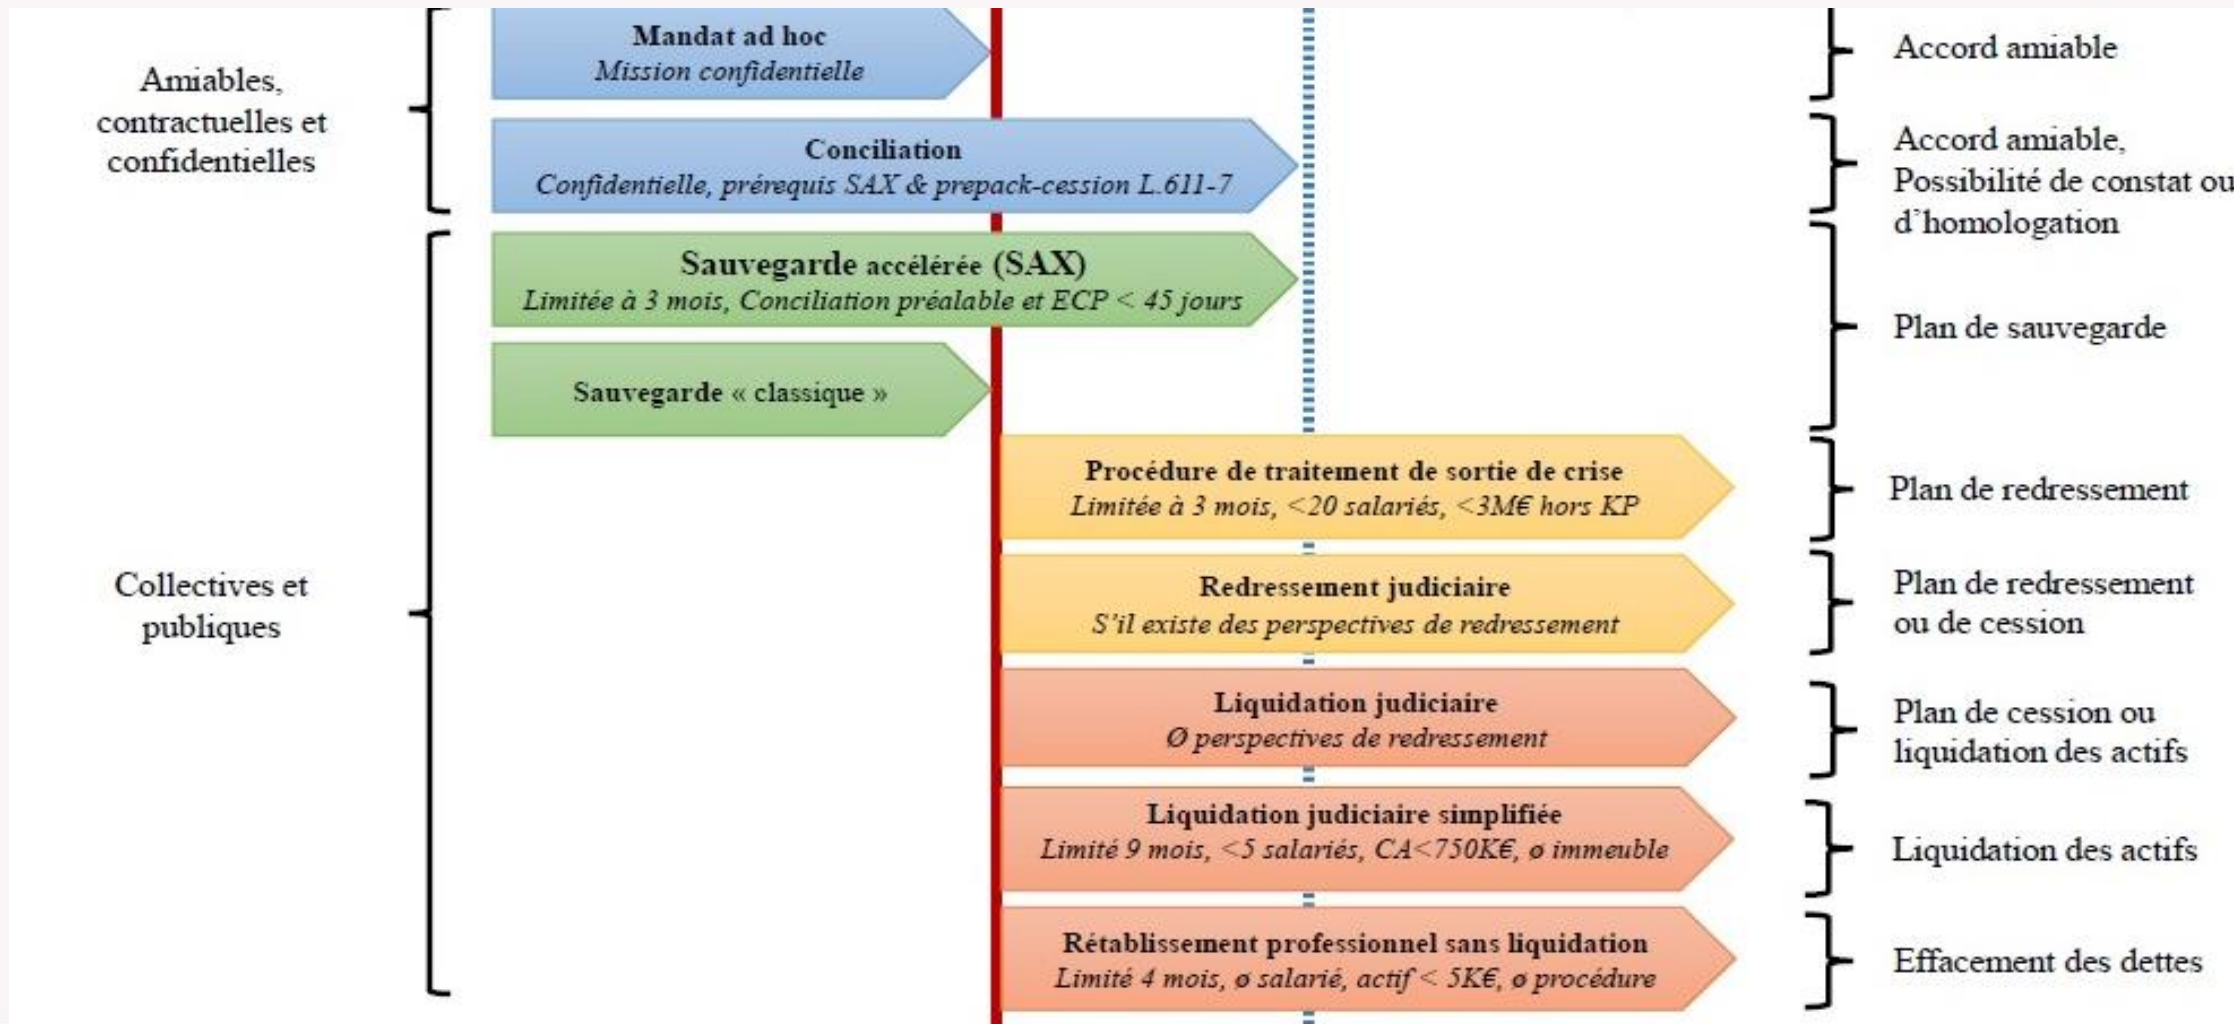 Amiables,
contractuelles et
confidentielles
Mandat ad hoc
Mission confidentielle
Accord amiable
Conciliation
Confidentielle, prérequis SAX & prepack-cession L.611-7
Accord amiable,
Possibilité de constat ou
d'homologation
Sauvegarde accélérée (SAX)
Limitée à 3 mois, Conciliation préalable et ECP < 45 jours
Sauvegarde « classique »
Plan de sauvegarde
Collectives et
publiques
Procédure de traitement de sortie de crise
Limitée à 3 mois, <20 salariés, <3M€ hors KP
Plan de redressement
Redressement judiciaire
S'il existe des perspectives de redressement
Plan de redressement
ou de cession
Liquidation judiciaire
Ø perspectives de redressement
Plan de cession ou
liquidation des actifs
Liquidation judiciaire simplifiée
Limité 9 mois, <5 salariés, CA<750K€, ø immeuble
Liquidation des actifs
Rétablissement professionnel sans liquidation
Limité 4 mois, ø salarié, actif < 5K€, ø procédure
Effacement des dettes